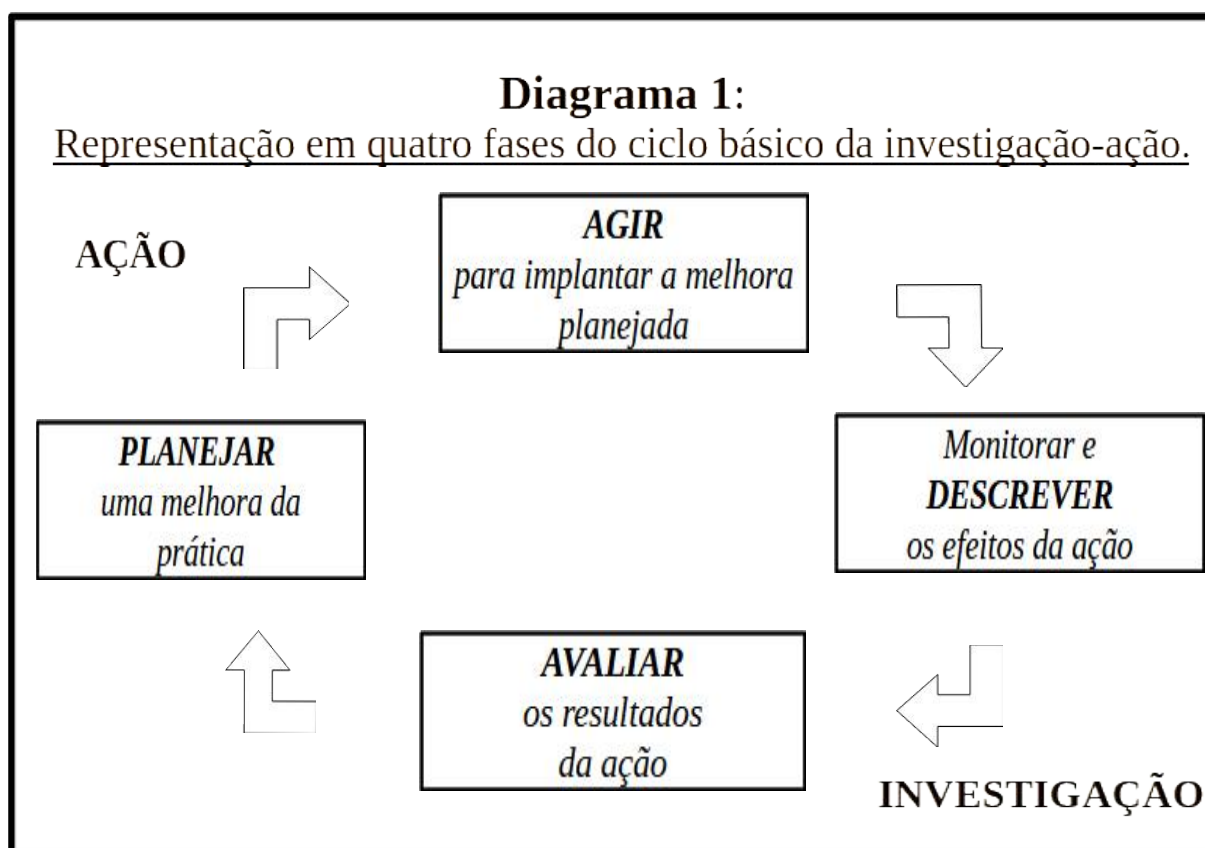 Diagrama 1:
Representação em quatro fases do ciclo básico da investigação-ação.
AÇÃO
AGIR
para implantar a melhora
planejada
PLANEJAR
uma melhora da
prática
Monitorar e
DESCREVER
os efeitos da ação
AVALIAR
os resultados
da ação
INVESTIGAÇÃO